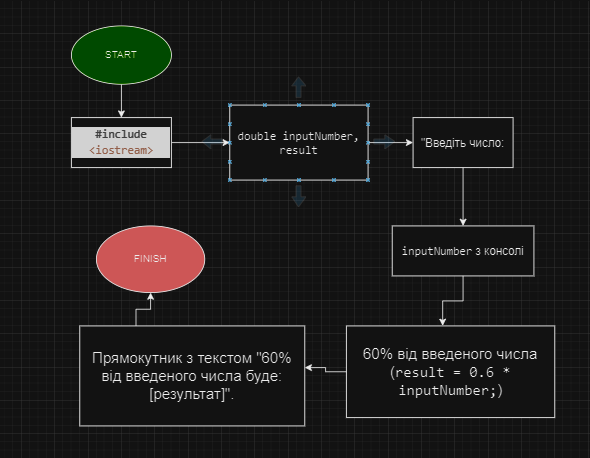 START
#include
<iostream>
double inputNumber,
result
"Введіть число:
inputNumber з консолі
60% від введеного числа
(result = 0.6 *
inputNumber;)
Прямокутник з текстом "60%
від введеного числа буде:
[результат]".
FINISH